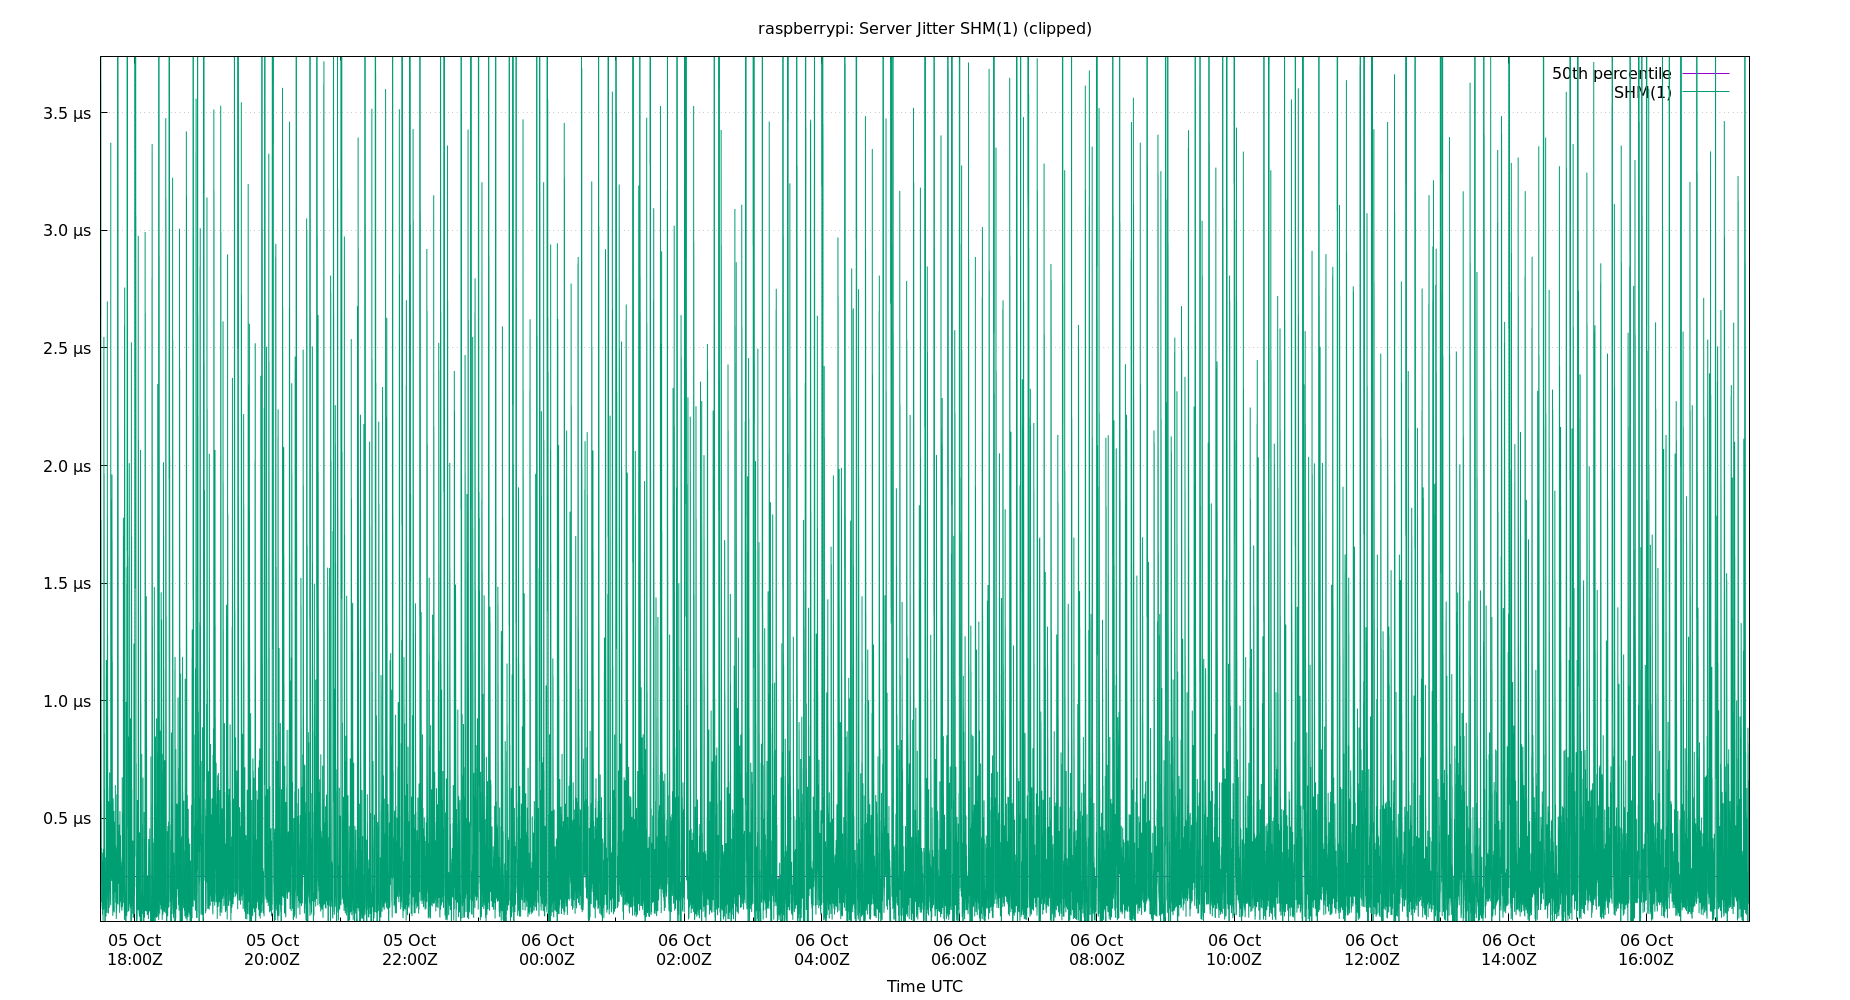 raspberrypi: Server Jitter SHM(1) (clipped)
50th percentile
SHM(1)
3.5 µs
3.0 µs
2.5 µs
2.0 µs
1.5 µs
1.0 µs
0.5 µs
05 Oct 05 Oct 05 Oct 06 Oct 06 Oct 06 Oct 06 Oct 06 Oct 06 Oct 06 Oct 06 Oct 06 Oct
18:00Z 20:00Z 22:00Z 00:00Z 02:00Z 04:00Z 06:00Z 08:00Z 10:00Z 12:00Z 14:00Z 16:00Z
Time UTC